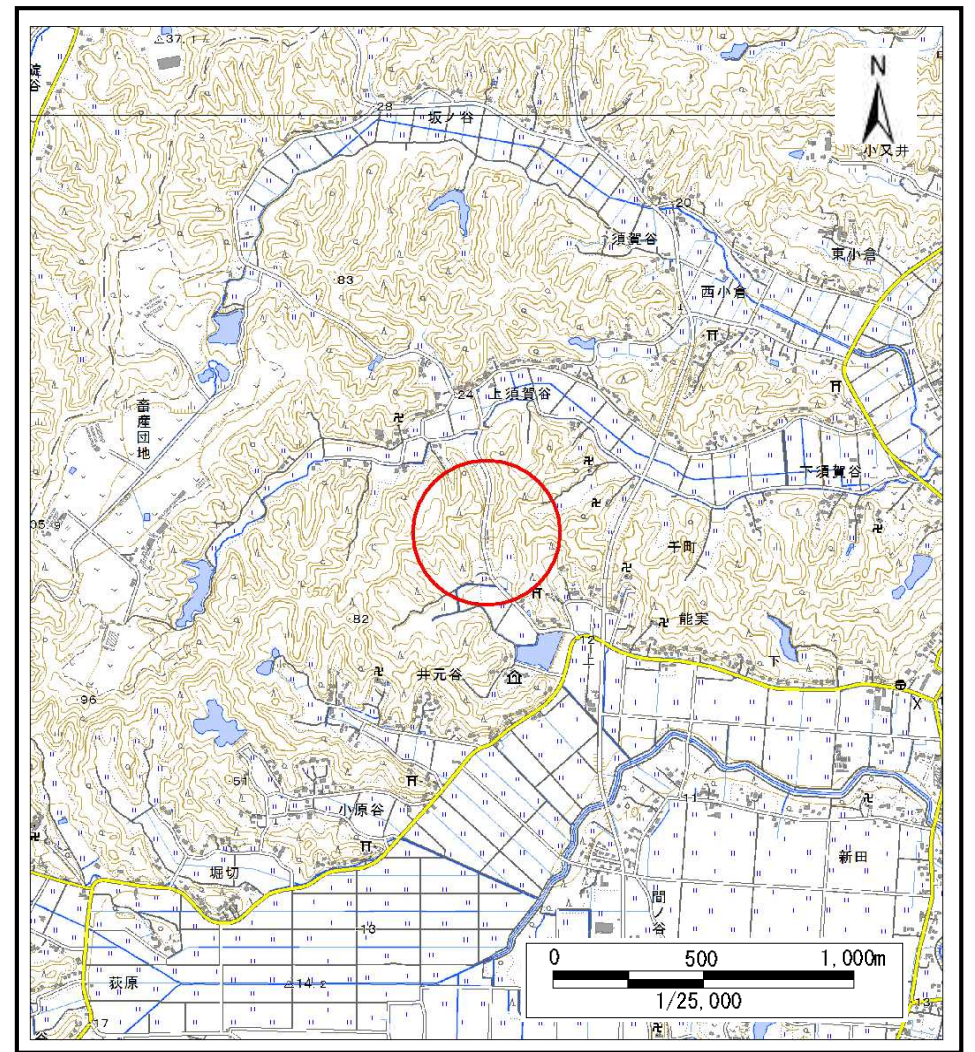 37.1
N
28
坂ノ谷
小又井
20
須賀谷
東小倉
83
西小倉
24
上須賀谷
畜産団地
下須賀谷
千町
82
能実
12
下
井元谷
96
51
11
小原谷
新田
堀切
間ノ谷
13
荻原
14.2
17
13
0 500 1,000m
1/25,000